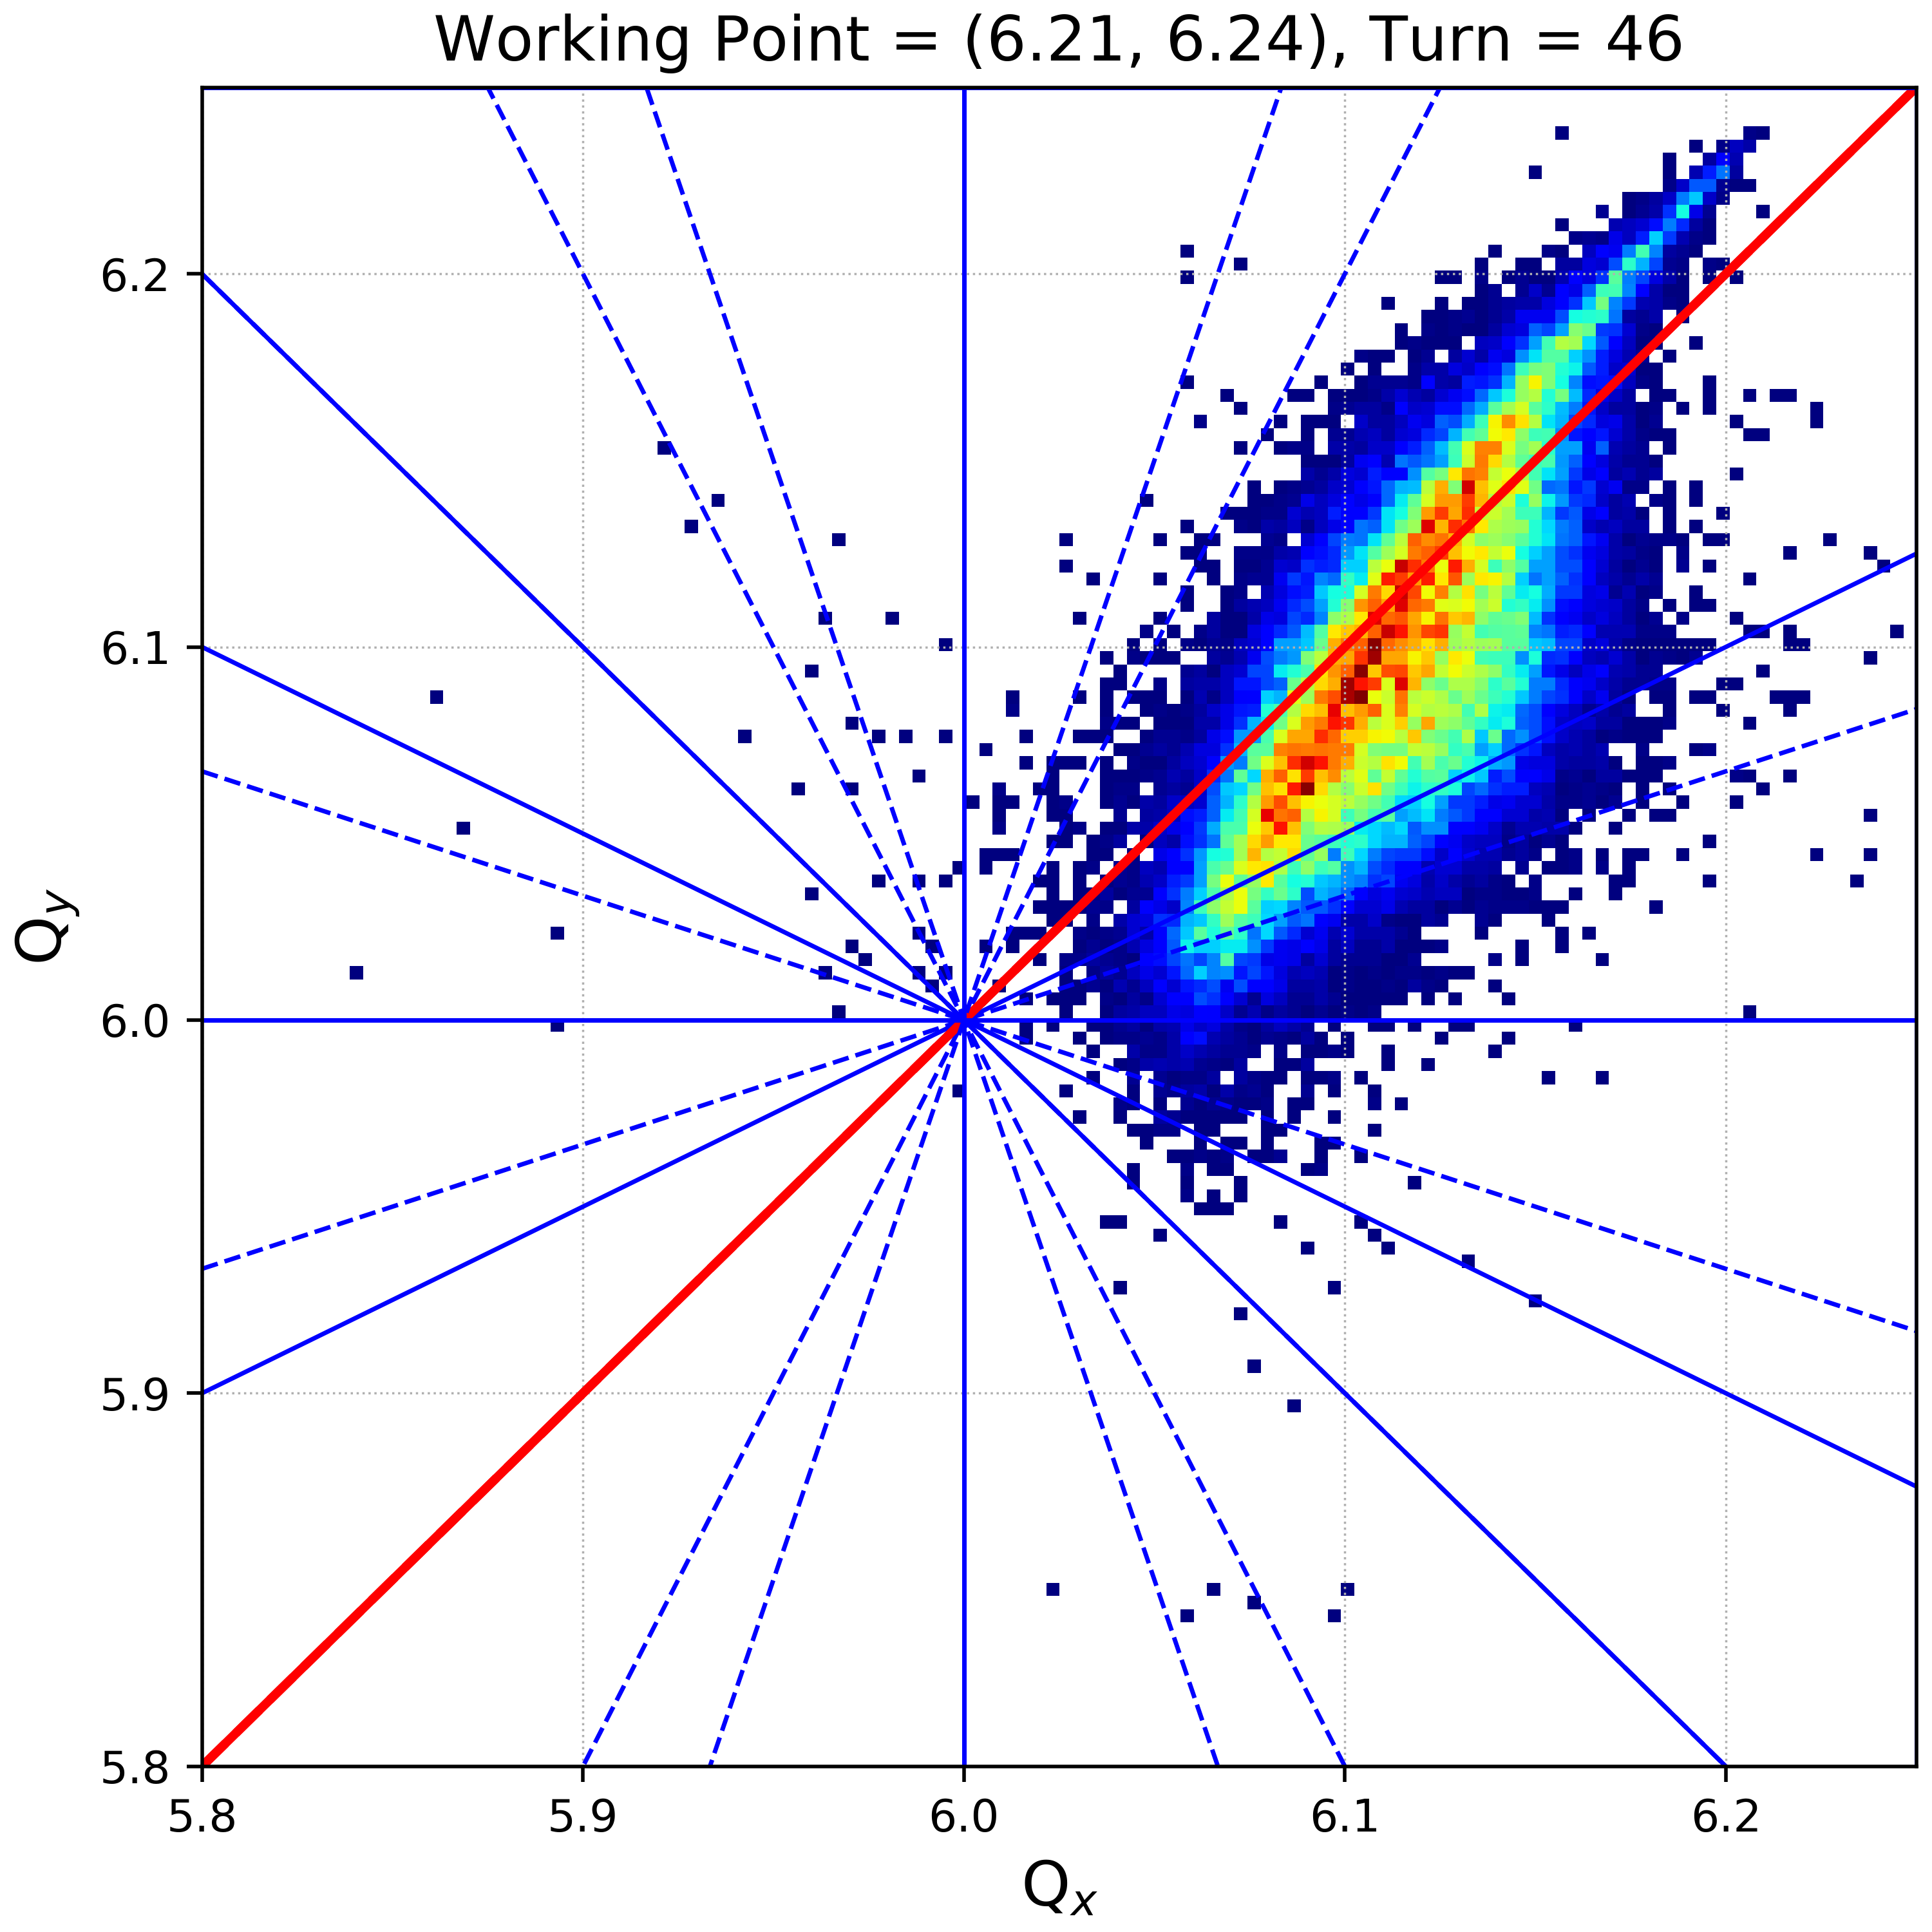 Working Point = (6.21, 6.24), Turn = 46
6.2
6.1
6.0
5.9
5.8
Qy
5.8 5.9 6.0 6.1 6.2
Qx